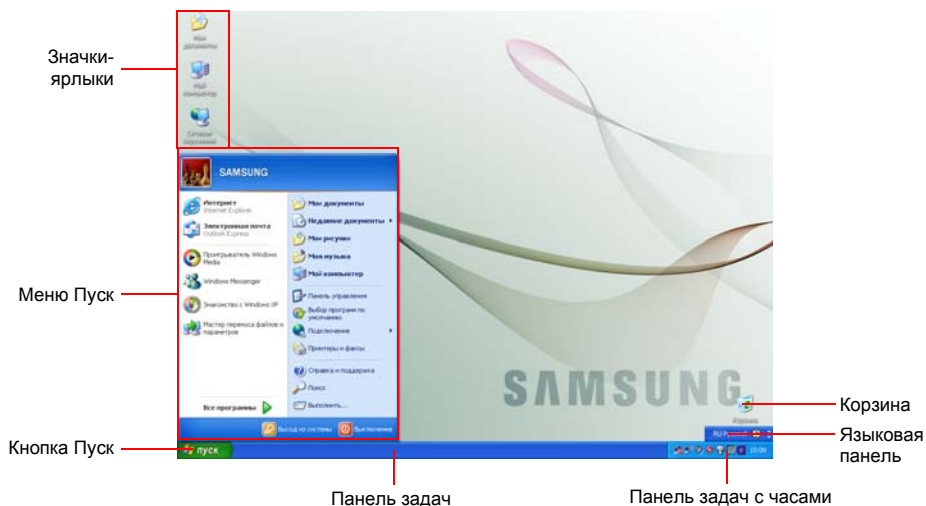 Мои
документы
Значки-
ярлыки
Мой
компьютер
Сетевое
окружение
SAMSUNG
Интернет
Internet Explorer
Электронная почта
Outlook Express
Проигрыватель Windows
Media
Windows Messenger
Знакомство с Windows XP
Мастер переноса файлов и
параметров
Все программы
Мои документы
Недавние документы
Мои рисунки
Моя музыка
Мой компьютер
Панель управления
Выбор программ по
умолчанию
Подключение
Принтеры и факсы
Справка и поддержка
Поиск
Выполнить...
Выход из системы
Выключение
Меню Пуск
SAMSUNG
Корзина
Корзина
Кнопка Пуск
пуск
RU
10:08
Языковая
панель
Панель задач
Панель задач с часами